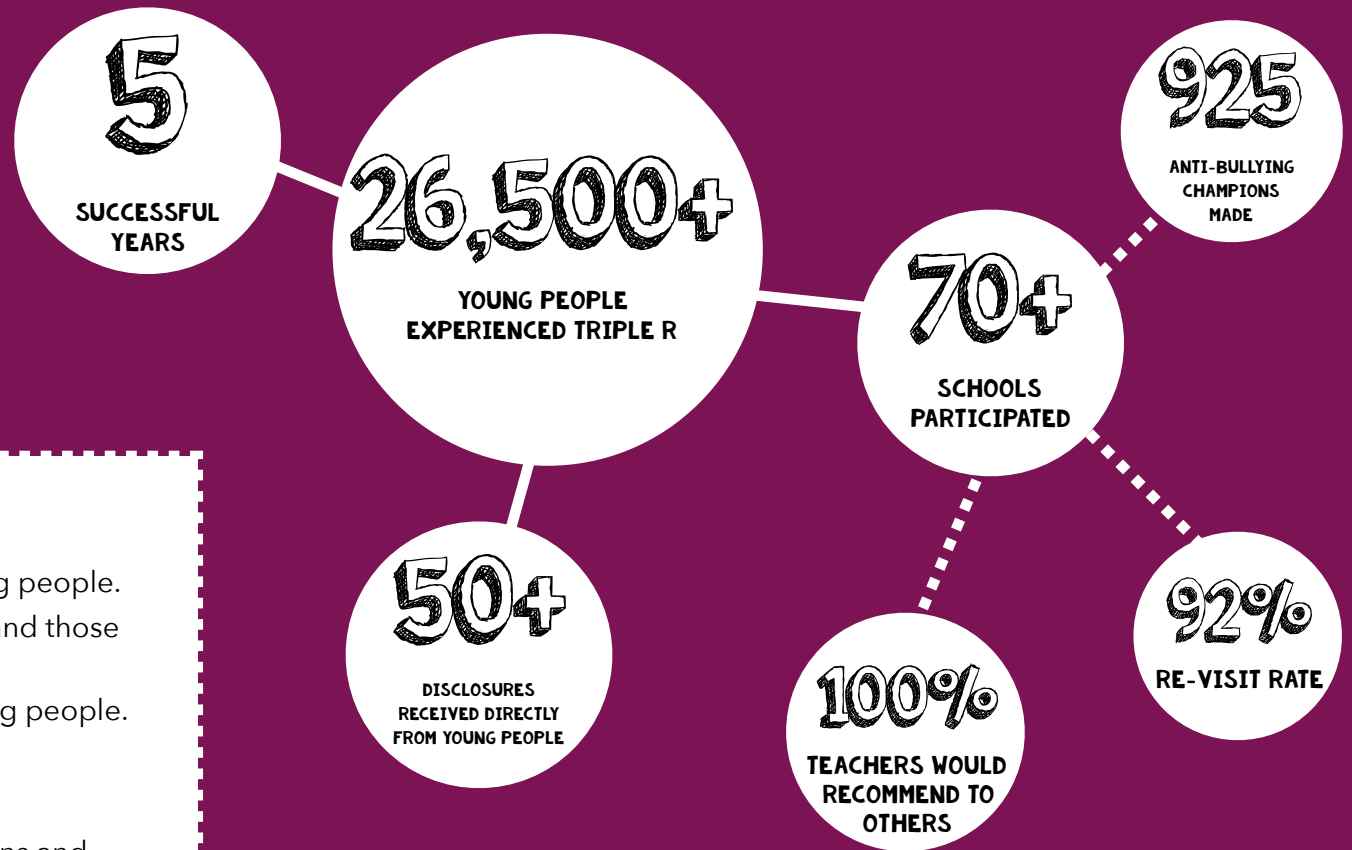 5
SUCCESSFUL
YEARS
26,500+
YOUNG PEOPLE
EXPERIENCED TRIPLE R
925
ANTI-BULLYING
CHAMPIONS
MADE
70+
SCHOOLS
PARTICIPATED
50+
DISCLOSURES
RECEIVED DIRECTLY
FROM YOUNG PEOPLE
100%
TEACHERS WOULD
RECOMMEND TO
OTHERS
92%
RE-VISIT RATE
people.
those
people.
and